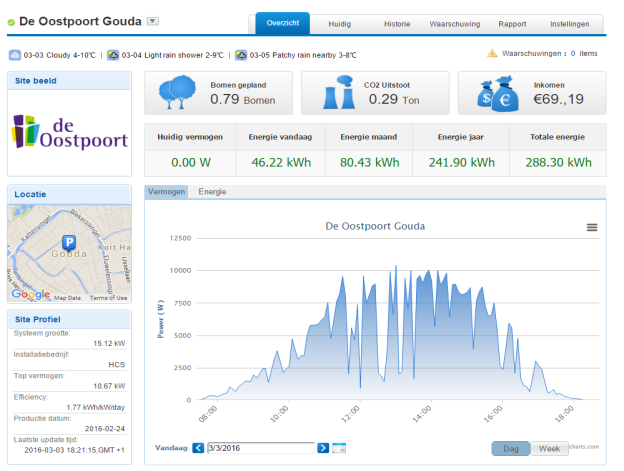 De Oostpoort Gouda
Overzicht Huidig Historie Waarschuwing Rapport Instellingen
03-03 Cloudy 4-10℃ | 03-04 Light rain shower 2-9℃ | 03-05 Patchy rain nearby 3-8℃
Waarschuwingen : 0 items
Site beeld
de
Oostpoort
Bomen gepland
0.79 Bomen
CO2 Uitstoot
0.29 Ton
Inkomen
€69.,19
Huidig vermogen Energie vandaag Energie maand Energie jaar Totale energie
0.00 W 46.22 kWh 80.43 kWh 241.90 kWh 288.30 kWh
Locatie
Kattensingel
Blekerssingel
Kort Ha
P
Gouda
Fluwelensingel
Google Map Data Terms of Use
Site Profiel
Systeem grootte:
15.12 kW
Installatiebedrijf:
HCS
Top vermogen:
10.67 kW
Efficiency:
1.77 kWh/kW/day
Productie datum:
2016-02-24
Laatste update tijd:
2016-03-03 18:21:15,GMT +1
Vermogen Energie
De Oostpoort Gouda
Power (W)
12500
10000
7500
5000
2500
0
08:00 10:00 12:00 14:00 16:00 18:00
Vandaag 3/3/2016
Dag Week
charts.com